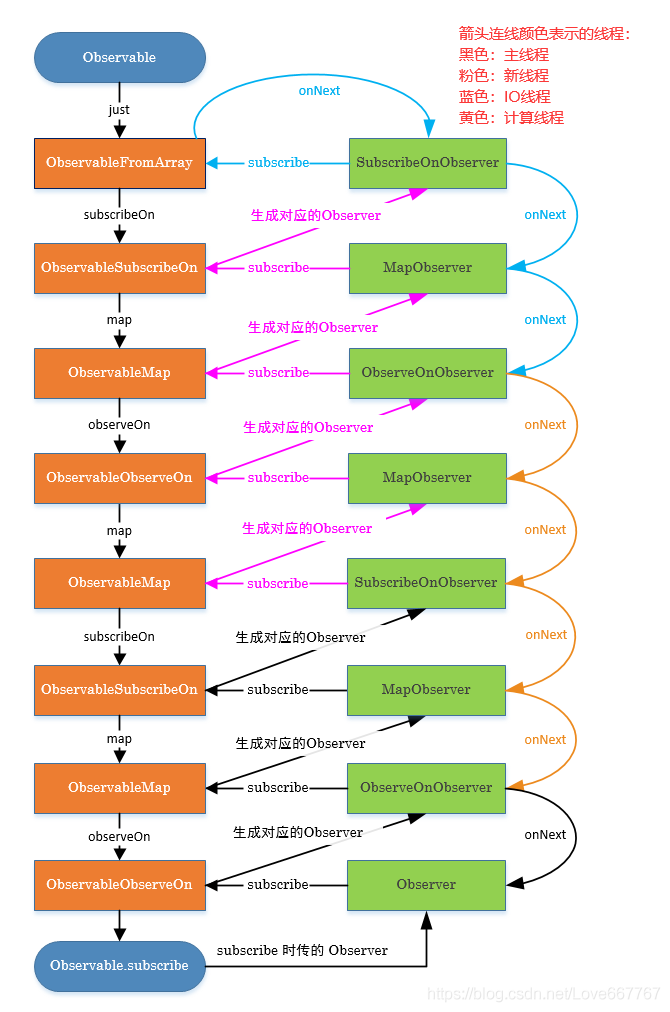 箭头连线颜色表示的线程：
黑色：主线程
粉色：新线程
蓝色：IO线程
黄色：计算线程
Observable
onNext
just
ObservableFromArray
subscribe
SubscribeOnObserver
subscribeOn
生成对应的Observer
onNext
ObservableSubscribeOn
subscribe
MapObserver
map
生成对应的Observer
onNext
ObservableMap
subscribe
ObserveOnObserver
observeOn
生成对应的Observer
onNext
ObservableObserveOn
subscribe
MapObserver
map
生成对应的Observer
onNext
ObservableMap
subscribe
SubscribeOnObserver
subscribeOn
生成对应的Observer
onNext
ObservableSubscribeOn
subscribe
MapObserver
map
生成对应的Observer
onNext
ObservableMap
subscribe
ObserveOnObserver
observeOn
生成对应的Observer
onNext
ObservableObserveOn
subscribe
Observer
Observable.subscribe
subscribe 时传的 Observer
https://blog.csdn.net/Love667767